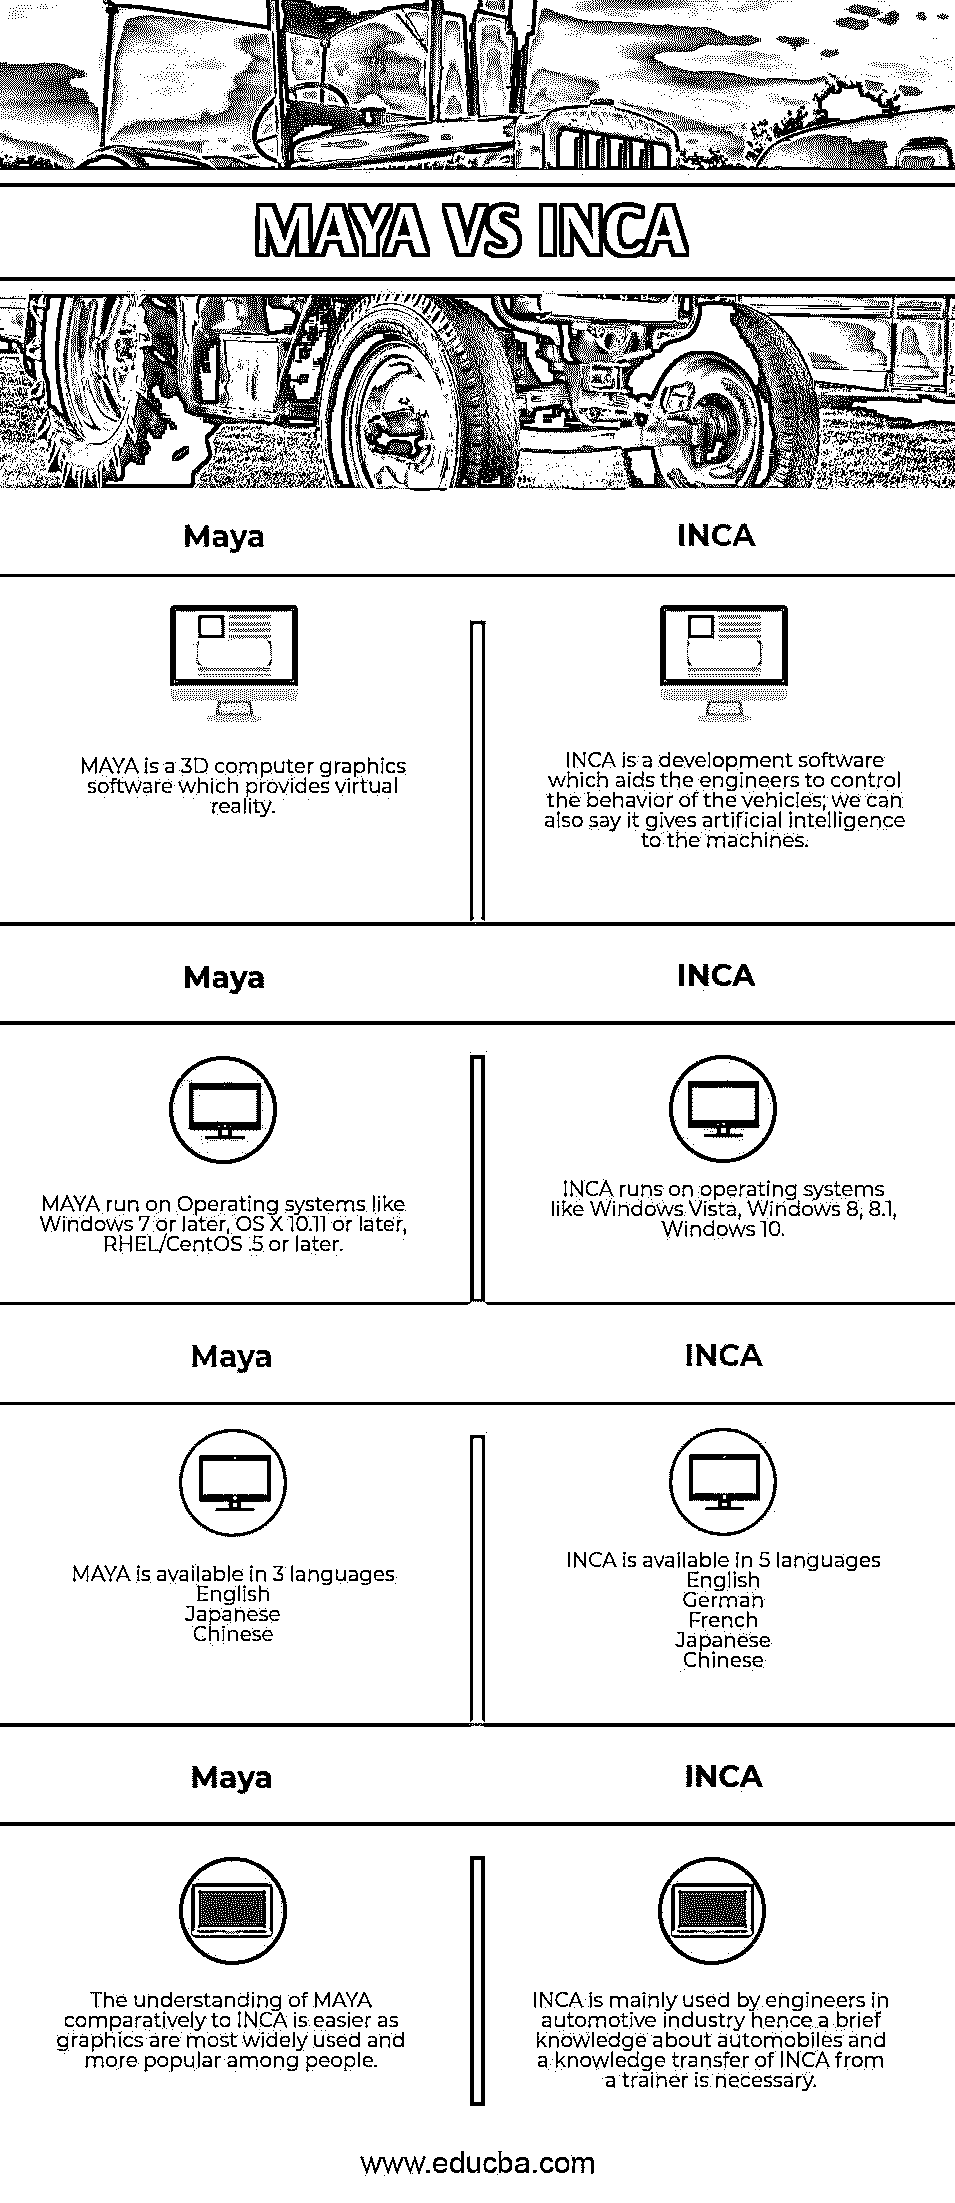 MAYA VS INCA
Maya
INCA
MAYA is a 3D computer graphics
software which provides virtual
reality.
INCA is a development software
which aids the engineers to control
the behavior of the vehicles; we can
also say it gives artificial intelligence
to the machines.
Maya
INCA
MAYA run on Operating systems like
Windows 7 or later, OS X 10.11 or later,
RHEL/CentOS .5 or later.
INCA runs on operating systems
like Windows Vista, Windows 8, 8.1,
Windows 10.
Maya
INCA
MAYA is available in 3 languages
English
Japanese
Chinese
INCA is available in 5 languages
English
German
French
Japanese
Chinese
Maya
INCA
The understanding of MAYA
comparatively to INCA is easier as
graphics are most widely used and
more popular among people.
INCA is mainly used by engineers in
automotive industry hence a brief
knowledge about automobiles and
a knowledge transfer of INCA from
a trainer is necessary.
www.educba.com